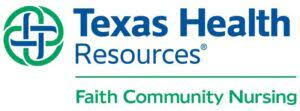 Texas Health
Resources®
Faith Community Nursing